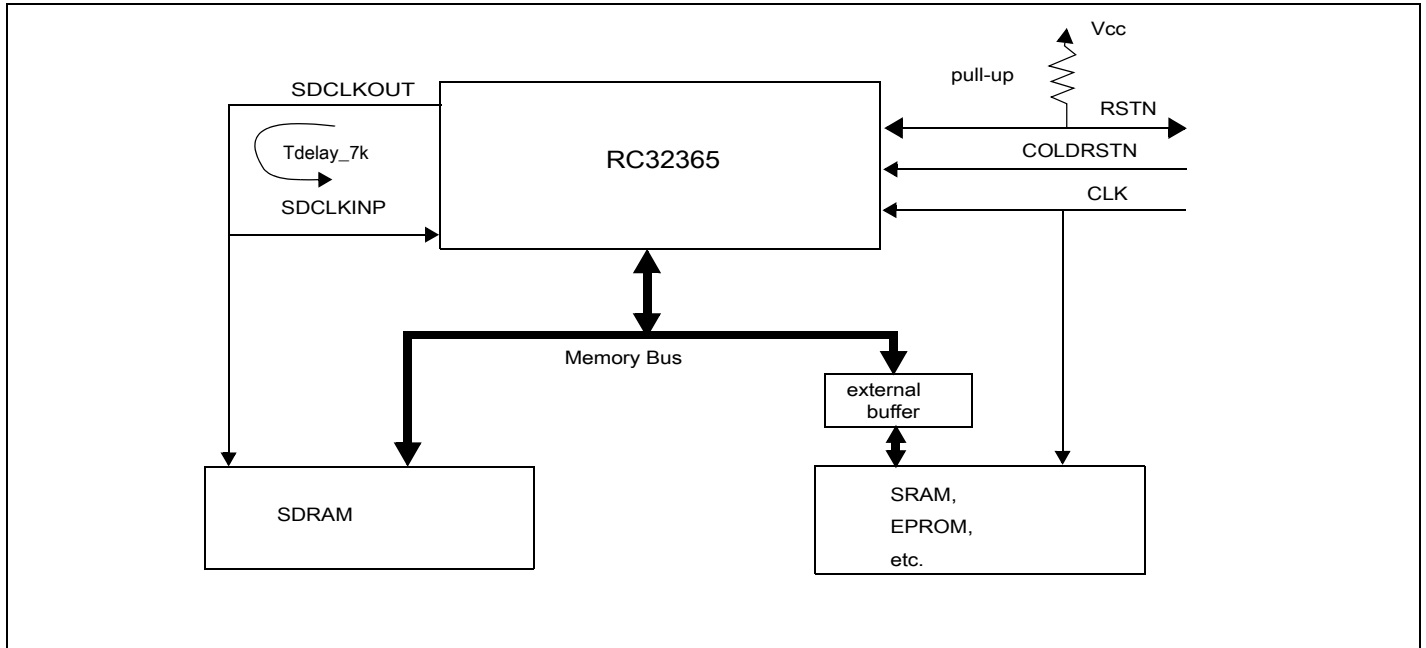 Vcc
pull-up
SDCLKOUT
RSTN
Tdelay_7k
RC32365
COLDRSTN
SDCLKINP
CLK
Memory Bus
external
buffer
SDRAM
SRAM,
EPROM,
etc.